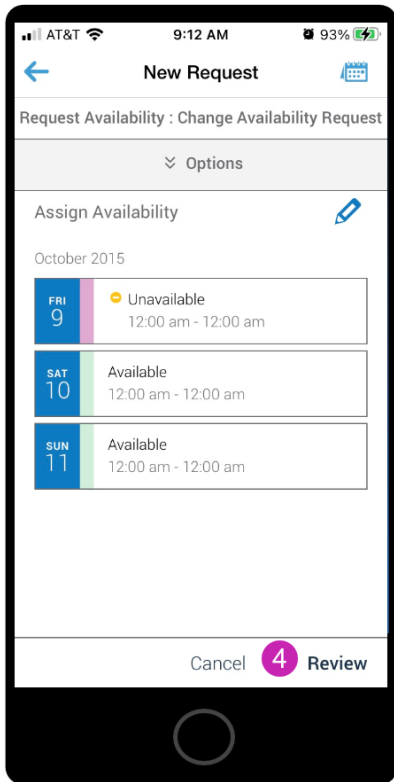 AT&T 9:12 AM 93%
New Request
Request Availability : Change Availability Request
Options
Assign Availability
October 2015
FRI
9
Unavailable
12:00 am - 12:00 am
SAT
10
Available
12:00 am - 12:00 am
SUN
11
Available
12:00 am - 12:00 am
Cancel 4 Review